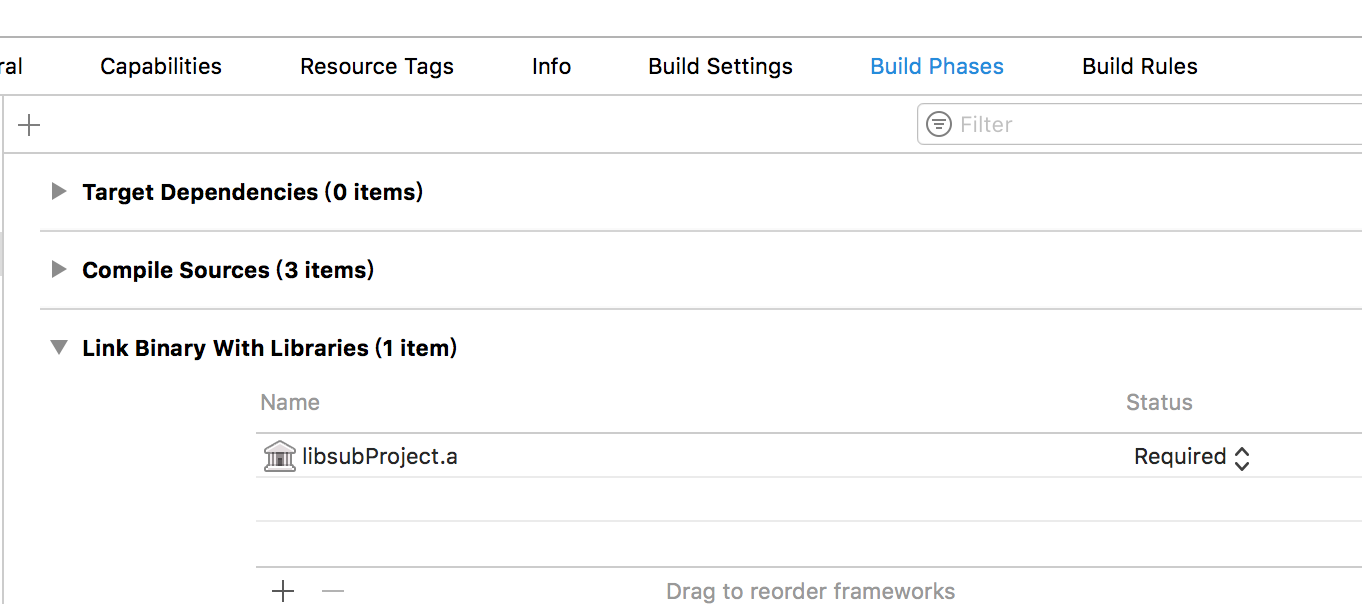 ral Capabilities Resource Tags Info Build Settings Build Phases Build Rules
Filter
Target Dependencies (0 items)
Compile Sources (3 items)
Link Binary With Libraries (1 item)
Name Status
libsubProject.a Required
Drag to reorder frameworks